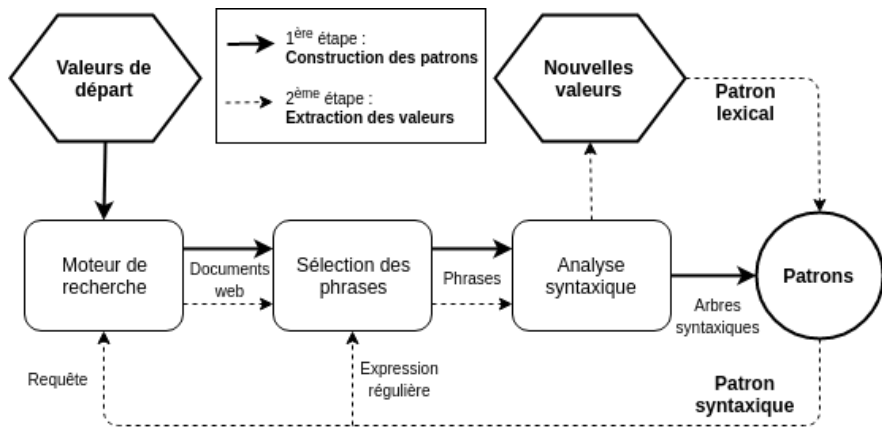 Valeurs de
départ
1ère étape :
Construction des patrons
2ème étape :
Extraction des valeurs
Nouvelles
valeurs
Patron
lexical
Moteur de
recherche
Documents
web
Sélection des
phrases
Phrases
Analyse
syntaxique
Arbres
syntaxiques
Patrons
Requête
Expression
régulière
Patron
syntaxique